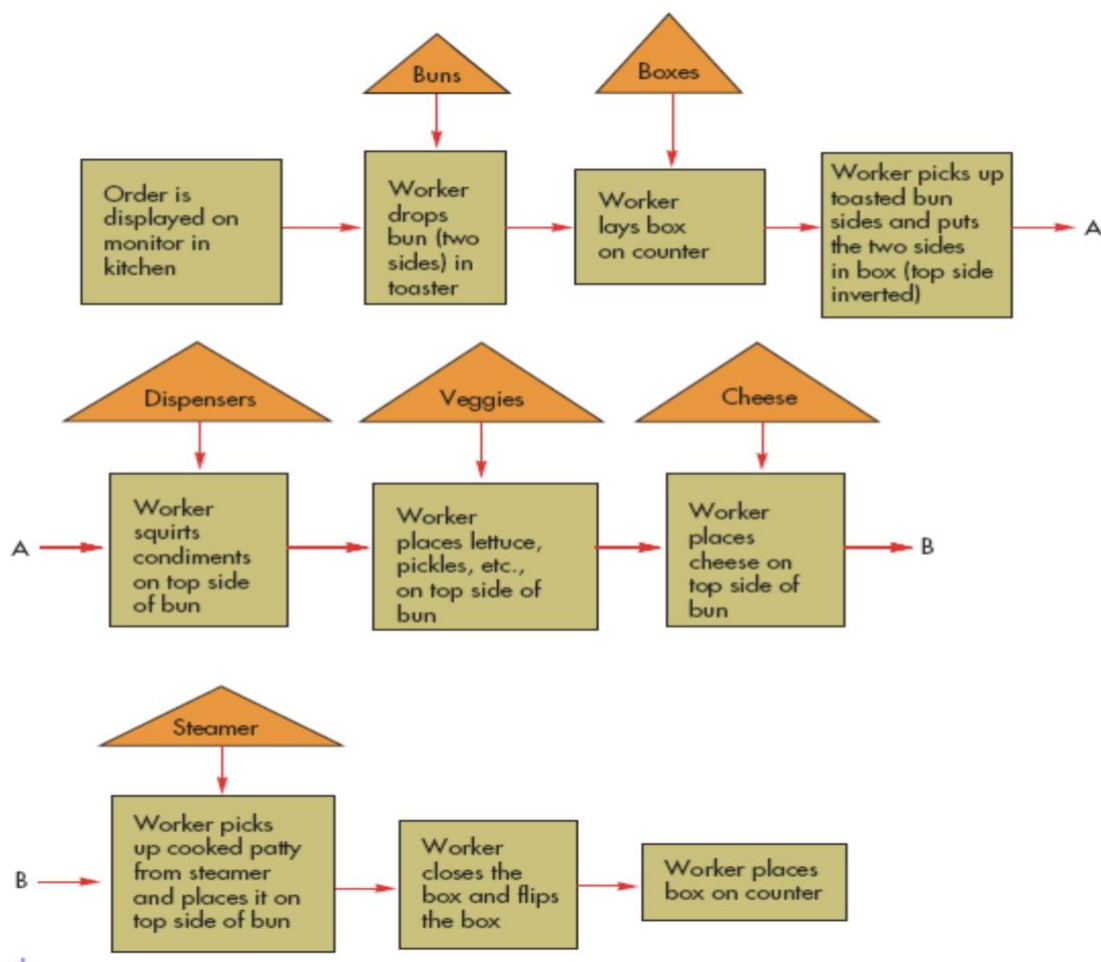 Buns
Boxes
Order is
displayed on
monitor in
kitchen
Worker
drops
bun (two
sides) in
toaster
Worker
lays box
on counter
Worker picks up
toasted bun
sides and puts
the two sides
in box (top side
inverted)
A
Dispensers
Veggies
Cheese
A
Worker
squirts
condiments
on top side
of bun
Worker
places lettuce,
pickles, etc.,
on top side of
bun
Worker
places
cheese on
top side of
bun
B
Steamer
B
Worker picks
up cooked patty
from steamer
and places it on
top side of bun
Worker
closes the
box and flips
the box
Worker places
box on counter